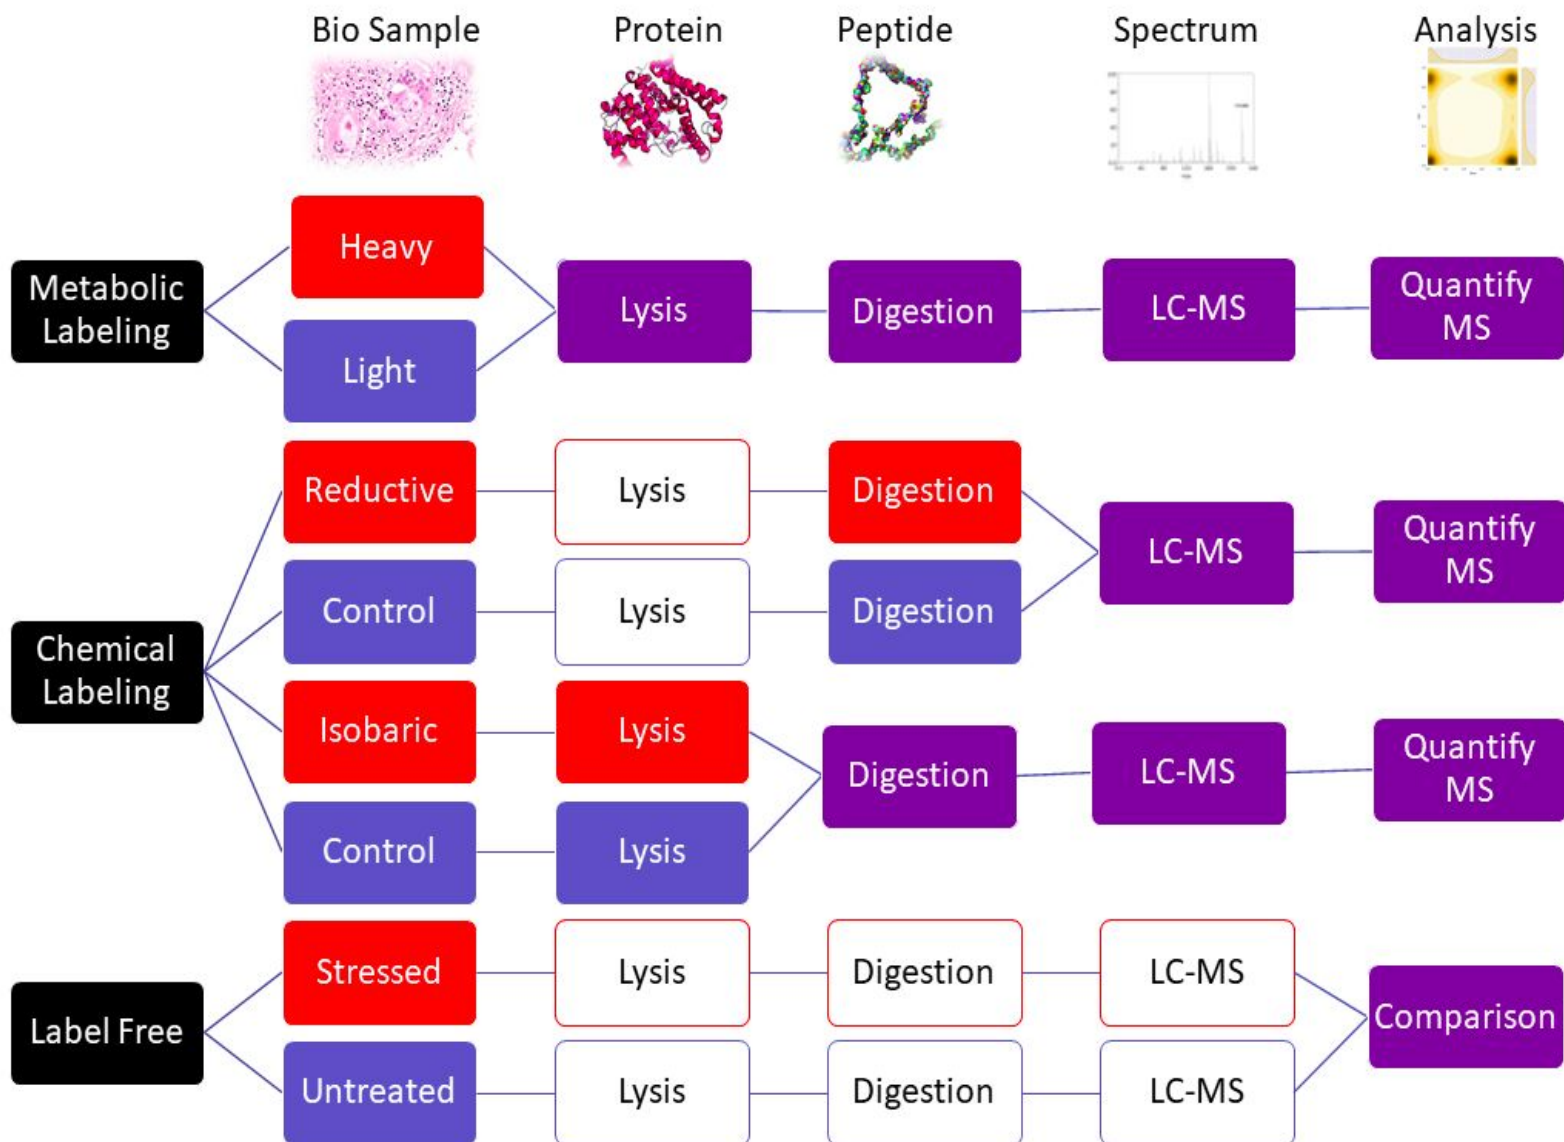 Bio Sample
Protein
Peptide
Spectrum
Analysis
Metabolic
Labeling
Heavy
Light
Lysis
Digestion
LC-MS
Quantify
MS
Chemical
Labeling
Reductive
Lysis
Digestion
Control
Lysis
Digestion
LC-MS
Quantify
MS
Isobaric
Lysis
Control
Lysis
Digestion
LC-MS
Quantify
MS
Label Free
Stressed
Lysis
Digestion
LC-MS
Untreated
Lysis
Digestion
LC-MS
Comparison